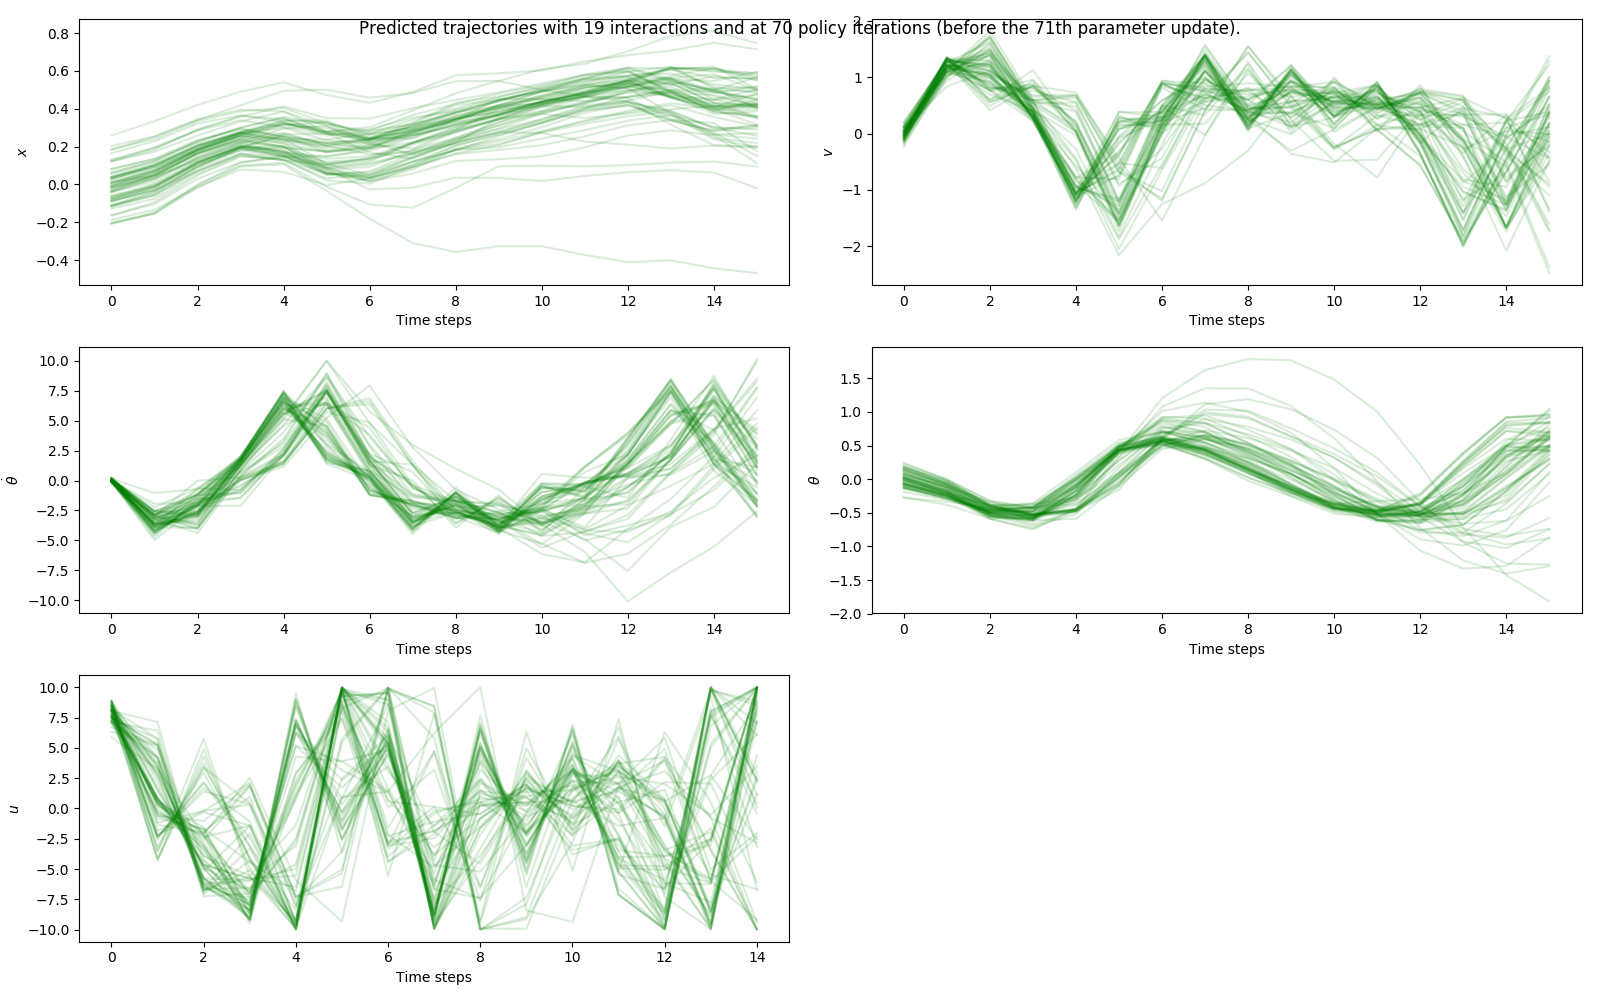 Predicted trajectories with 19 interactions and at 70 policy iterations (before the 71th parameter update).
0.8
0.6
0.4
0.2
0.0
−0.2
−0.4
x
0 2 4 6 8 10 12 14
Time steps
2
1
0
−1
−2
v
0 2 4 6 8 10 12 14
Time steps
10.0
7.5
5.0
2.5
0.0
−2.5
−5.0
−7.5
−10.0
θ̇
0 2 4 6 8 10 12 14
Time steps
1.5
1.0
0.5
0.0
−0.5
−1.0
−1.5
−2.0
θ
0 2 4 6 8 10 12 14
Time steps
10.0
7.5
5.0
2.5
0.0
−2.5
−5.0
−7.5
−10.0
u
0 2 4 6 8 10 12 14
Time steps